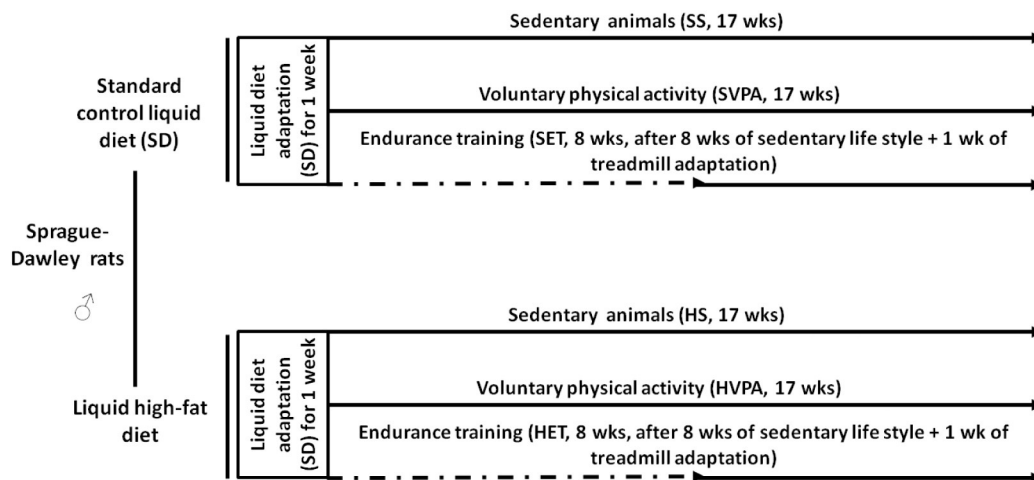 Sedentary animals (SS, 17 wks)
Standard
control liquid
diet (SD)
Liquid diet
adaptation
(SD) for 1 week
Voluntary physical activity (SVPA, 17 wks)
Endurance training (SET, 8 wks, after 8 wks of sedentary life style + 1 wk of
treadmill adaptation)
Sprague-
Dawley rats
♂
Sedentary animals (HS, 17 wks)
Liquid high-fat
diet
Liquid diet
adaptation
(SD) for 1 week
Voluntary physical activity (HVPA, 17 wks)
Endurance training (HET, 8 wks, after 8 wks of sedentary life style + 1 wk of
treadmill adaptation)